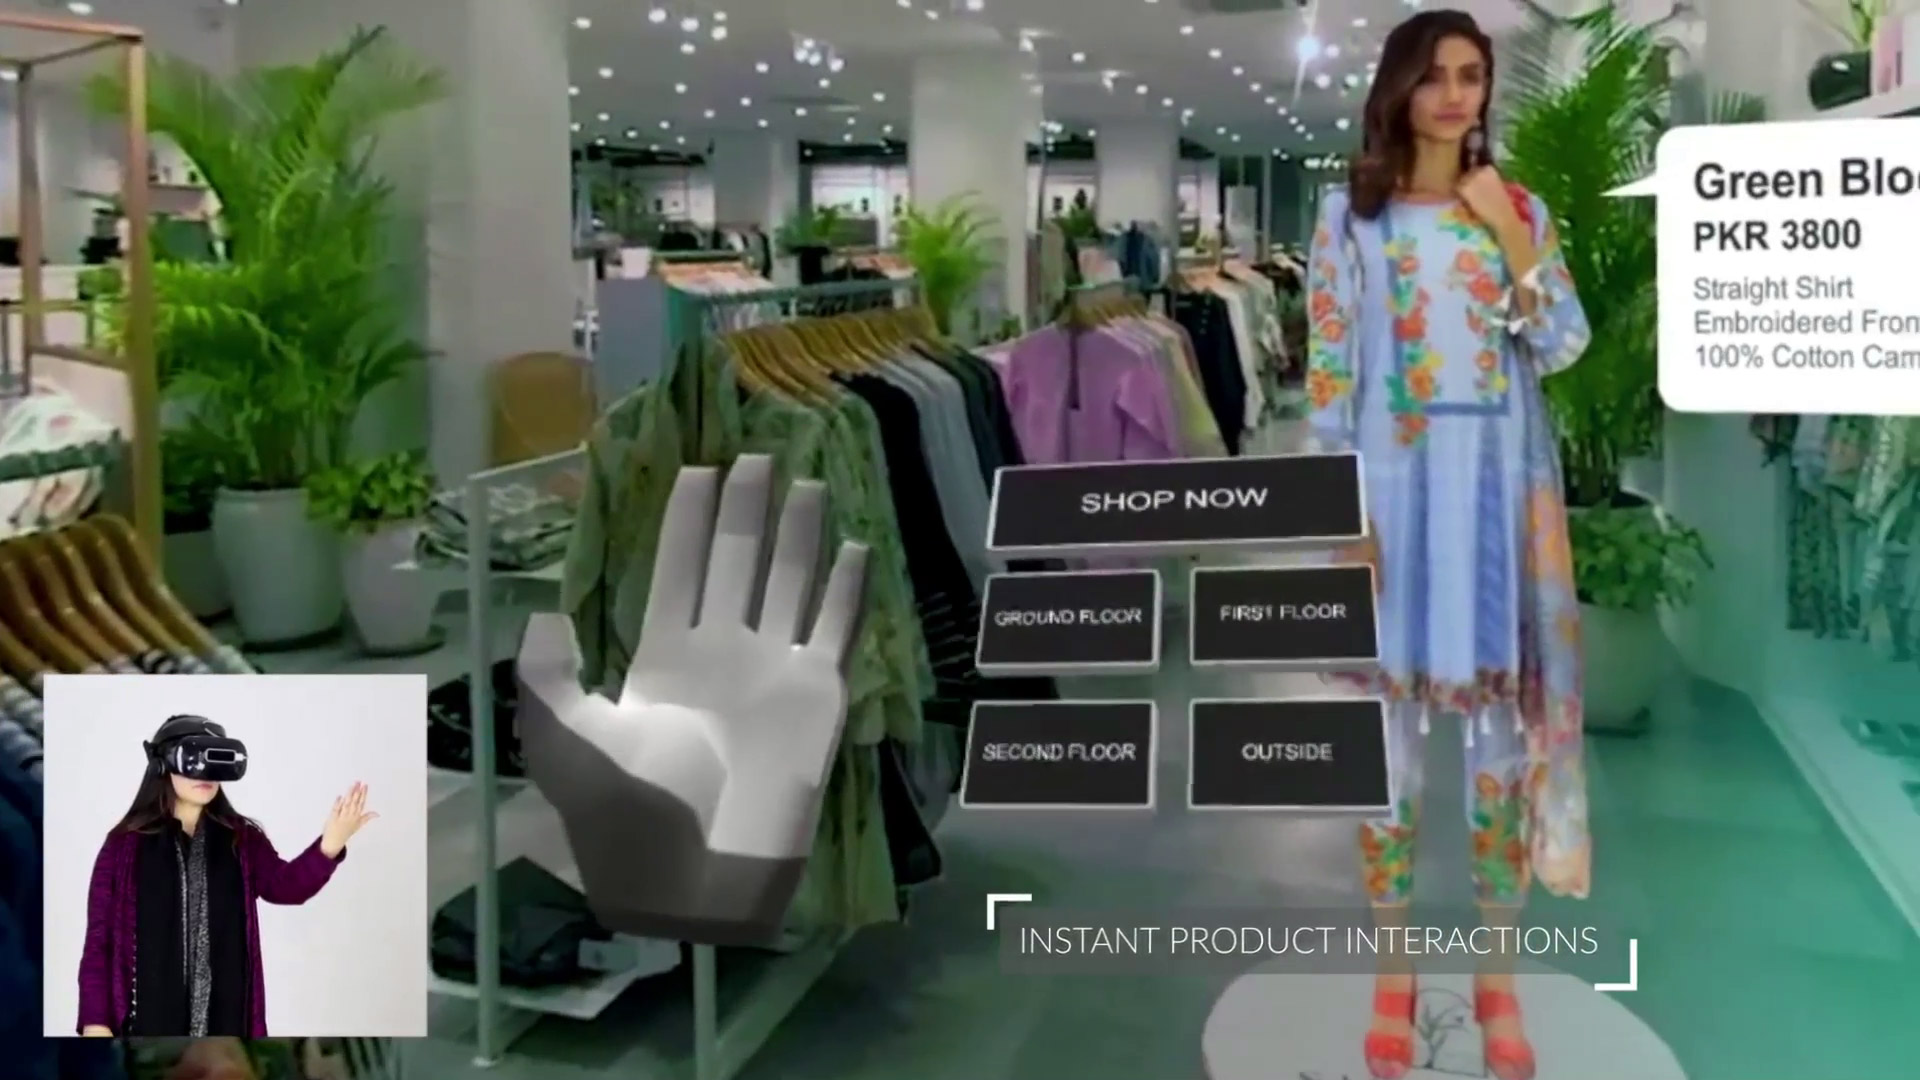 Green Blo
PKR 3800
Straight Shirt
Embroidered Fron
100% Cotton Cam
SHOP NOW
GROUND FLOOR
FIRST FLOOR
SECOND FLOOR
OUTSIDE
INSTANT PRODUCT INTERACTIONS